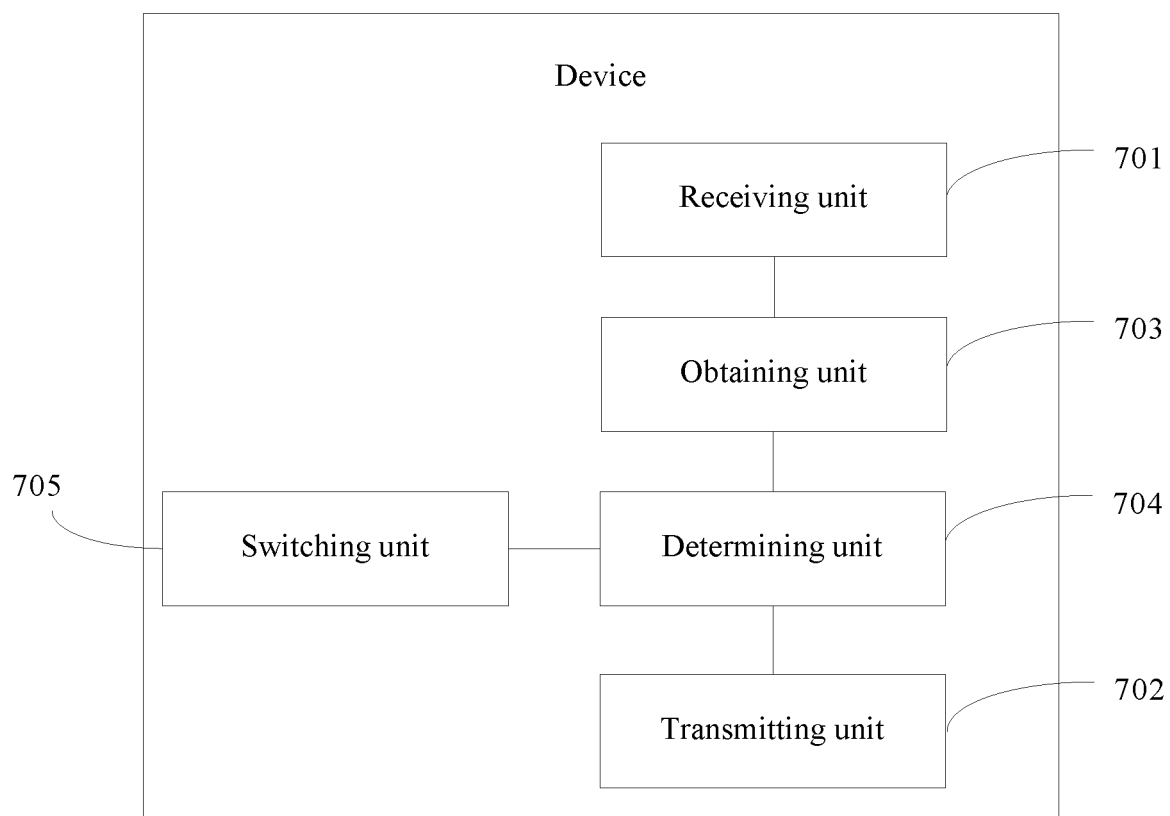 Device
Receiving unit
701
Obtaining unit
703
705
Switching unit
Determining unit
704
Transmitting unit
702